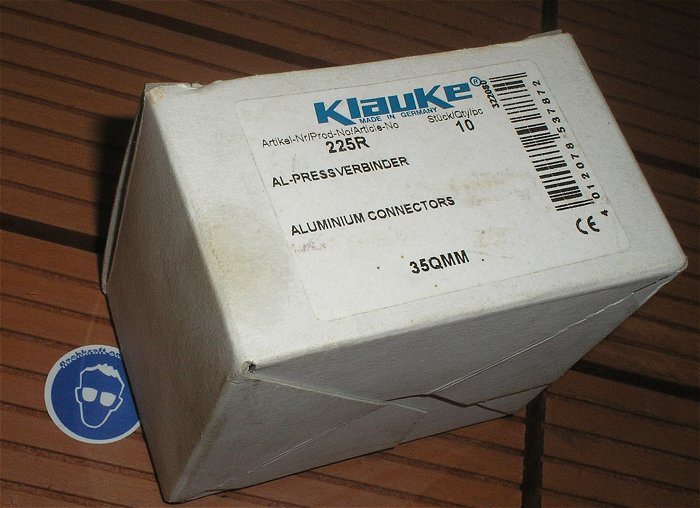 Klauke®
MADE IN GERMANY
Artikel-Nr/Prod-No/Article-No
Stück/Qty/pc
225R
10
AL-PRESSVERBINDER
ALUMINIUM CONNECTORS
35QMM
4 012078 531872
CE